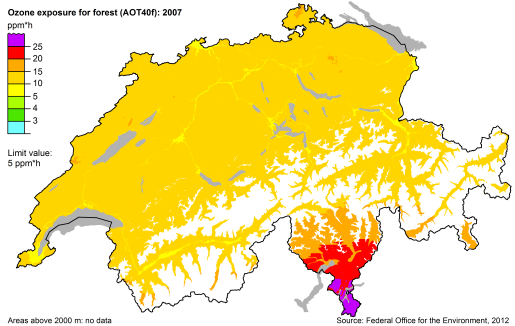 Ozone exposure for forest (AOT40f): 2007
ppm*h
25
20
15
10
5
4
3
Limit value:
5 ppm*h
Areas above 2000 m: no data
Source: Federal Office for the Environment, 2012